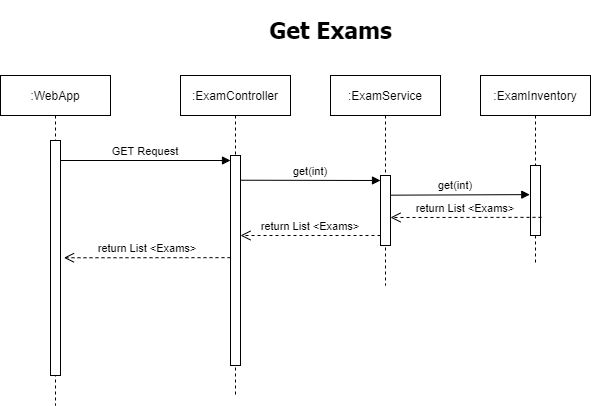 Get Exams
:WebApp
:ExamController
:ExamService
:ExamInventory
GET Request
get(int)
get(int)
return List <Exams>
return List <Exams>
return List <Exams>